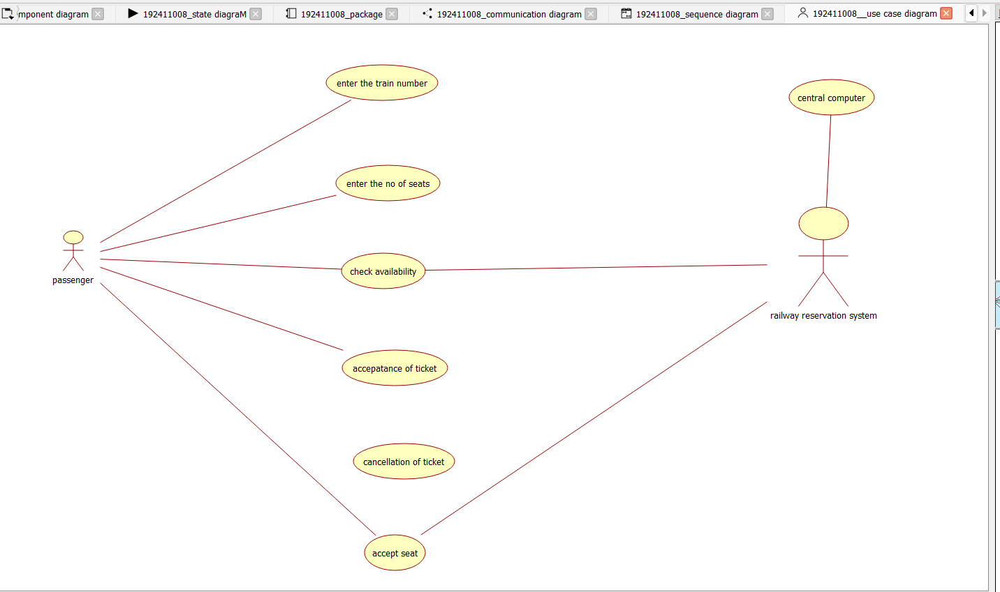 mponent diagram
192411008_state diagraM
192411008_package
192411008_communication diagram
192411008_sequence diagram
192411008__use case diagram
enter the train number
central computer
enter the no of seats
check availability
passenger
railway reservation system
accepatance of ticket
cancellation of ticket
accept seat